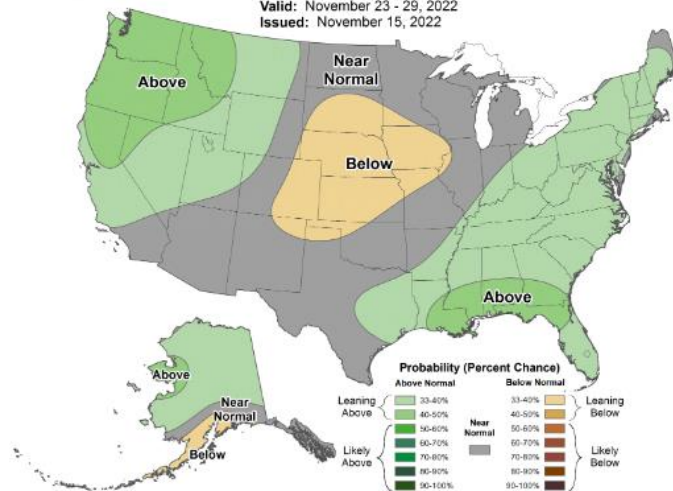 Valid: November 23 - 29, 2022
Issued: November 15, 2022
Near
Normal
Above
Below
Above
Above
Near
Normal
Below
Probability (Percent Chance)
Above Normal
Below Normal
Leaning
Above
33-40%
40-50%
Likely
Above
50-60%
60-70%
70-80%
80-90%
90-100%
Near
Normal
33-40%
40-50%
Leaning
Below
50-60%
60-70%
70-80%
80-90%
90-100%
Likely
Below